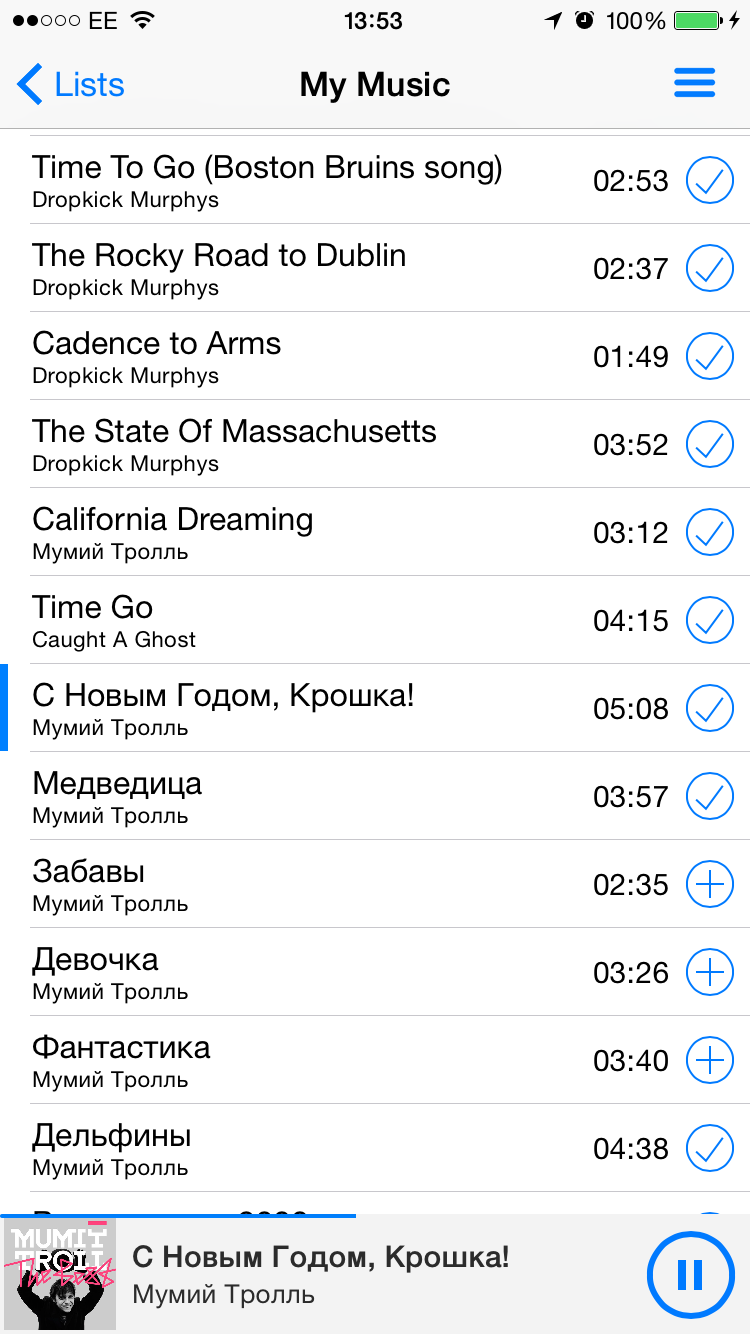 EE 13:53 100%
Lists My Music
Time To Go (Boston Bruins song)
Dropkick Murphys
02:53
The Rocky Road to Dublin
Dropkick Murphys
02:37
Cadence to Arms
Dropkick Murphys
01:49
The State Of Massachusetts
Dropkick Murphys
03:52
California Dreaming
Мумий Тролль
03:12
Time Go
Caught A Ghost
04:15
С Новым Годом, Крошка!
Мумий Тролль
05:08
Медведица
Мумий Тролль
03:57
Забавы
Мумий Тролль
02:35
Девочка
Мумий Тролль
03:26
Фантастика
Мумий Тролль
03:40
Дельфины
Мумий Тролль
04:38
MUMIY
TROLL
The Best
С Новым Годом, Крошка!
Мумий Тролль